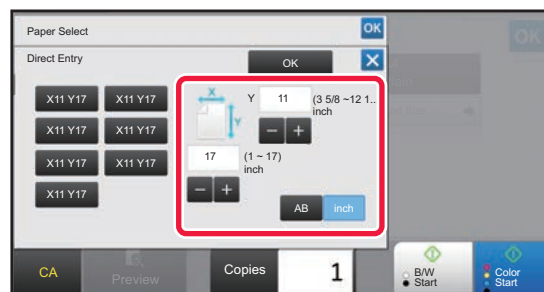 Paper Select
OK
OK
Direct Entry
OK
X11 Y17
X11 Y17
X11 Y17
X11 Y17
X11 Y17
X11 Y17
X11 Y17
X
Y
Y
11
(3 5/8 ~12 1..
inch
17
(1 ~ 17)
inch
AB
inch
CA
Preview
Copies
1
B/W
Start
Color
Start